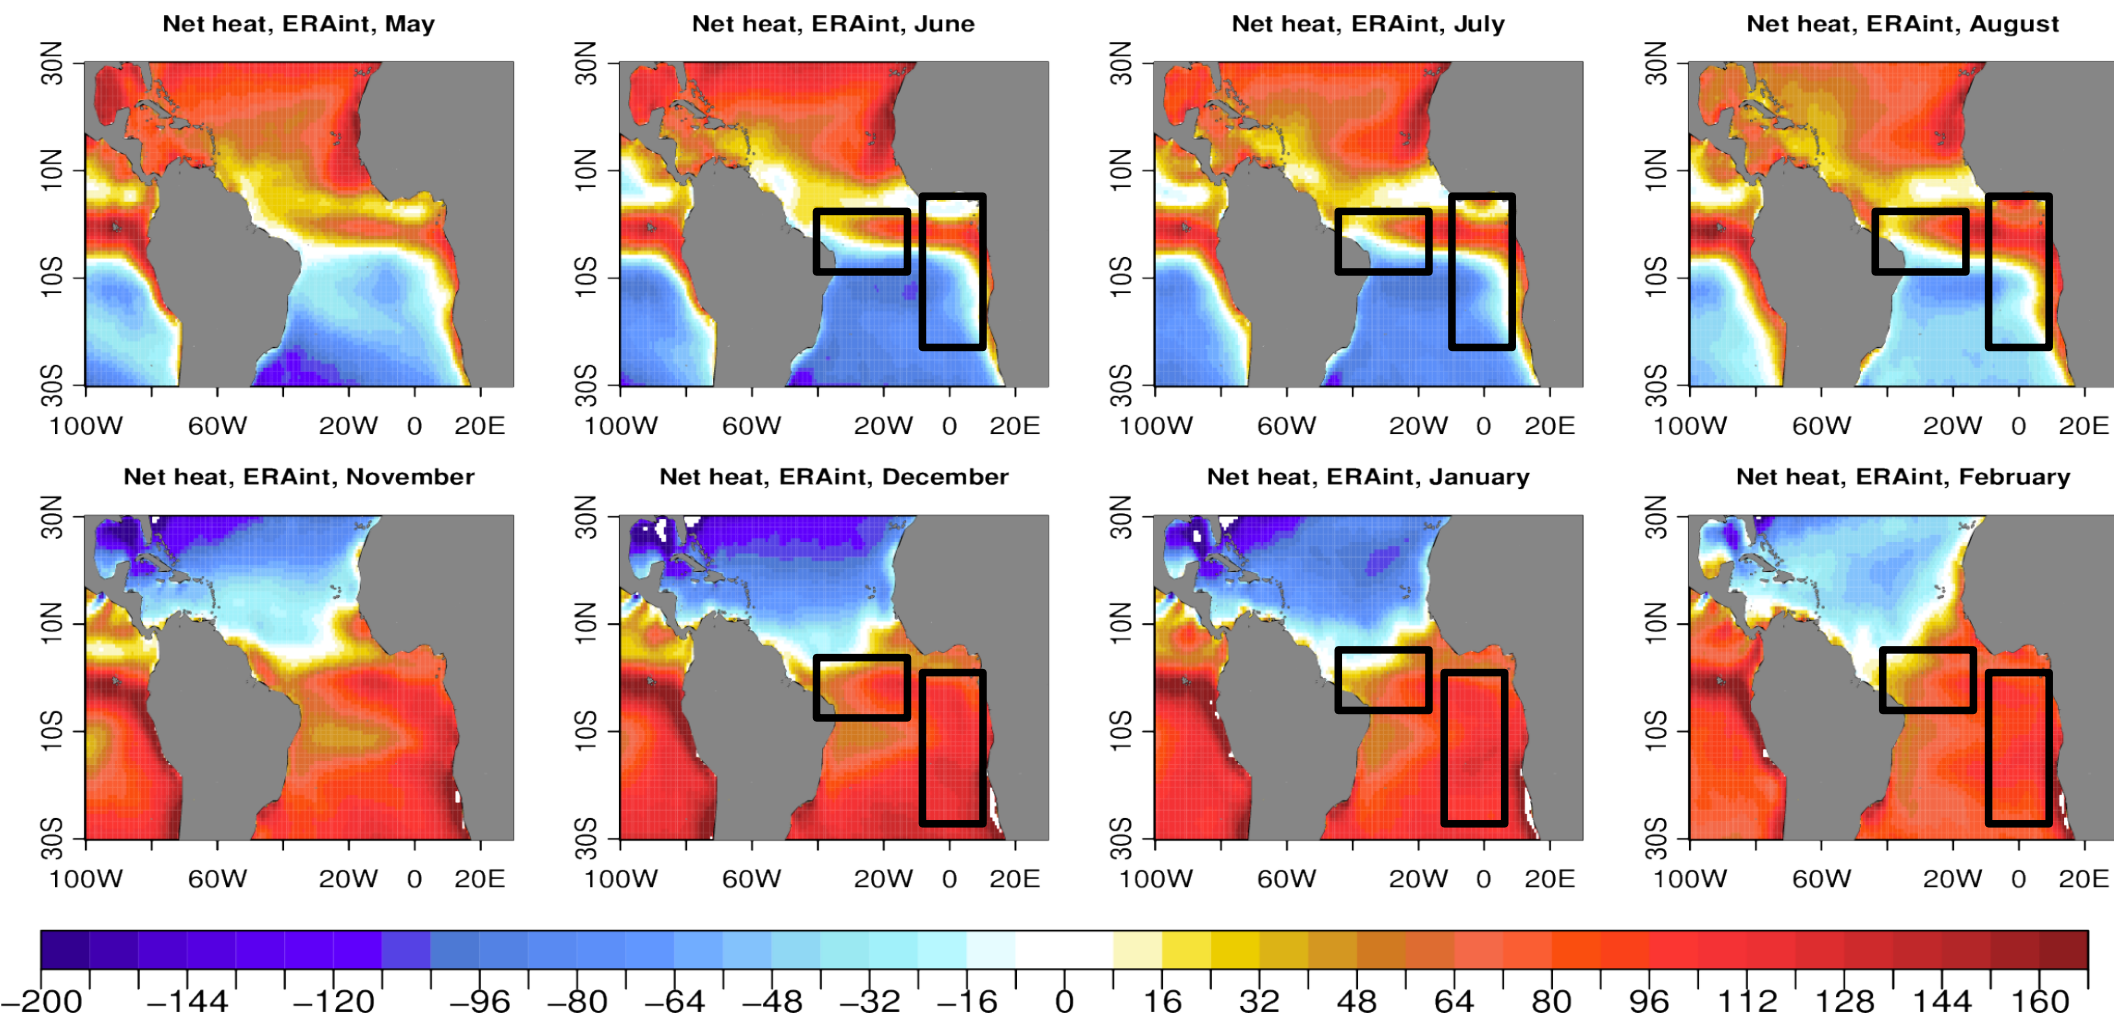 Net heat, ERAint, May
Net heat, ERAint, June
Net heat, ERAint, July
Net heat, ERAint, August
30N
10N
10S
30S
30N
10N
10S
30S
30N
10N
10S
30S
30N
10N
10S
30S
100W 60W 20W 0 20E
100W 60W 20W 0 20E
100W 60W 20W 0 20E
100W 60W 20W 0 20E
Net heat, ERAint, November
Net heat, ERAint, December
Net heat, ERAint, January
Net heat, ERAint, February
30N
10N
10S
30S
30N
10N
10S
30S
30N
10N
10S
30S
30N
10N
10S
30S
100W 60W 20W 0 20E
100W 60W 20W 0 20E
100W 60W 20W 0 20E
100W 60W 20W 0 20E
−200 −144 −120 −96 −80 −64 −48 −32 −16 0 16 32 48 64 80 96 112 128 144 160